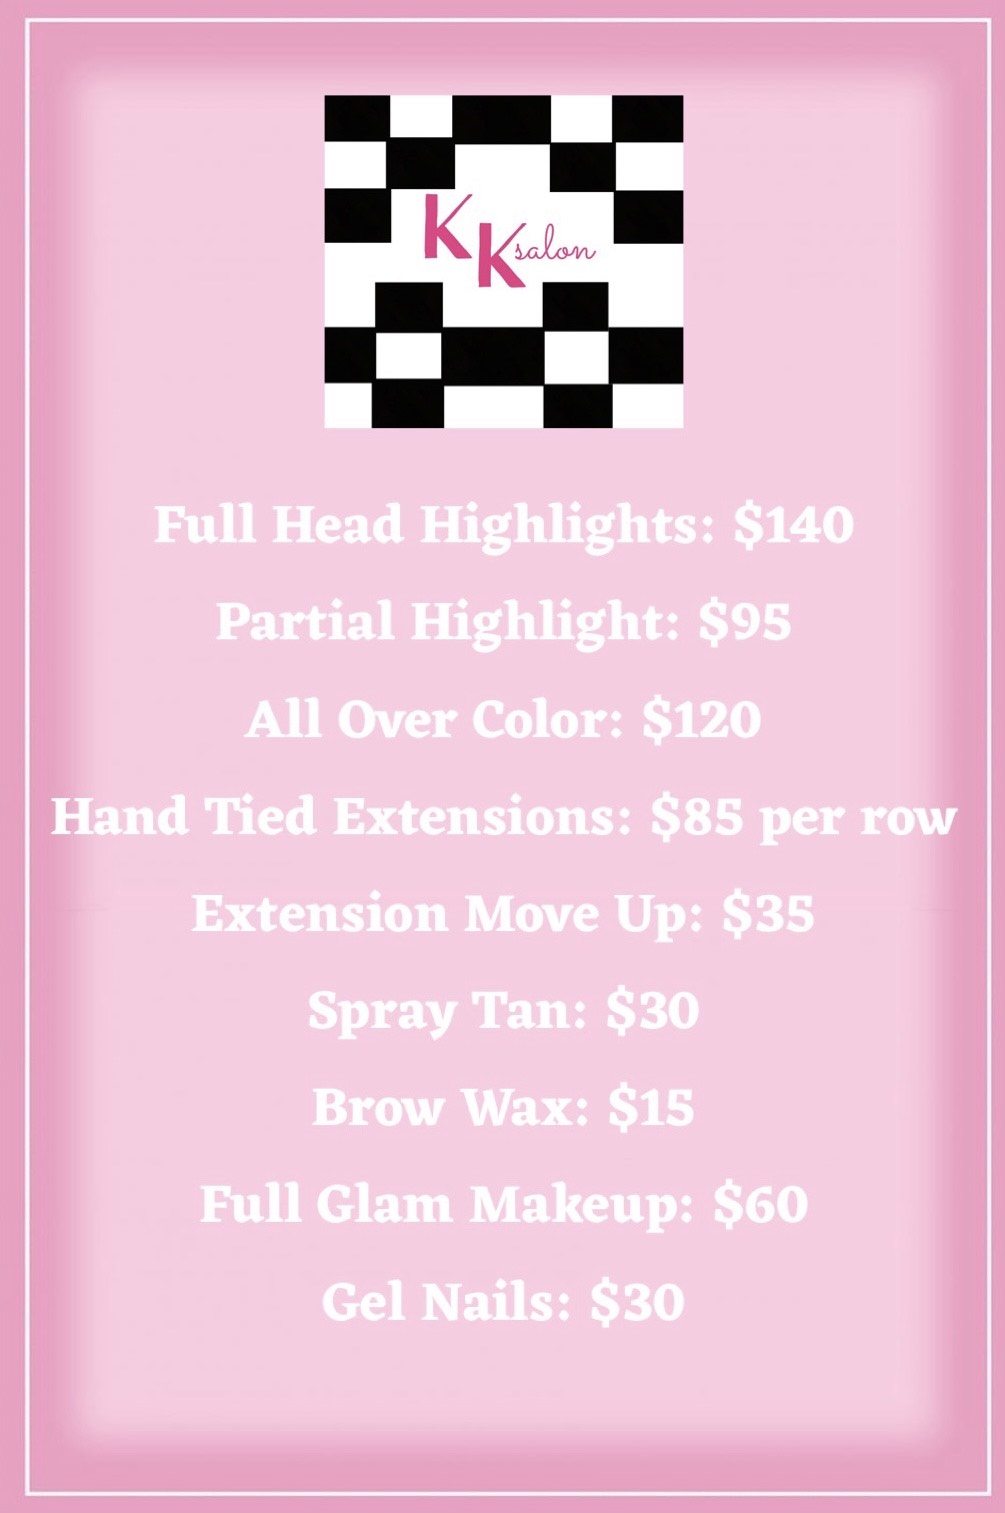 KK salon
Full Head Highlights: $140
Partial Highlight: $95
All Over Color: $120
Hand Tied Extensions: $85 per row
Extension Move Up: $35
Spray Tan: $30
Brow Wax: $15
Full Glam Makeup: $60
Gel Nails: $30